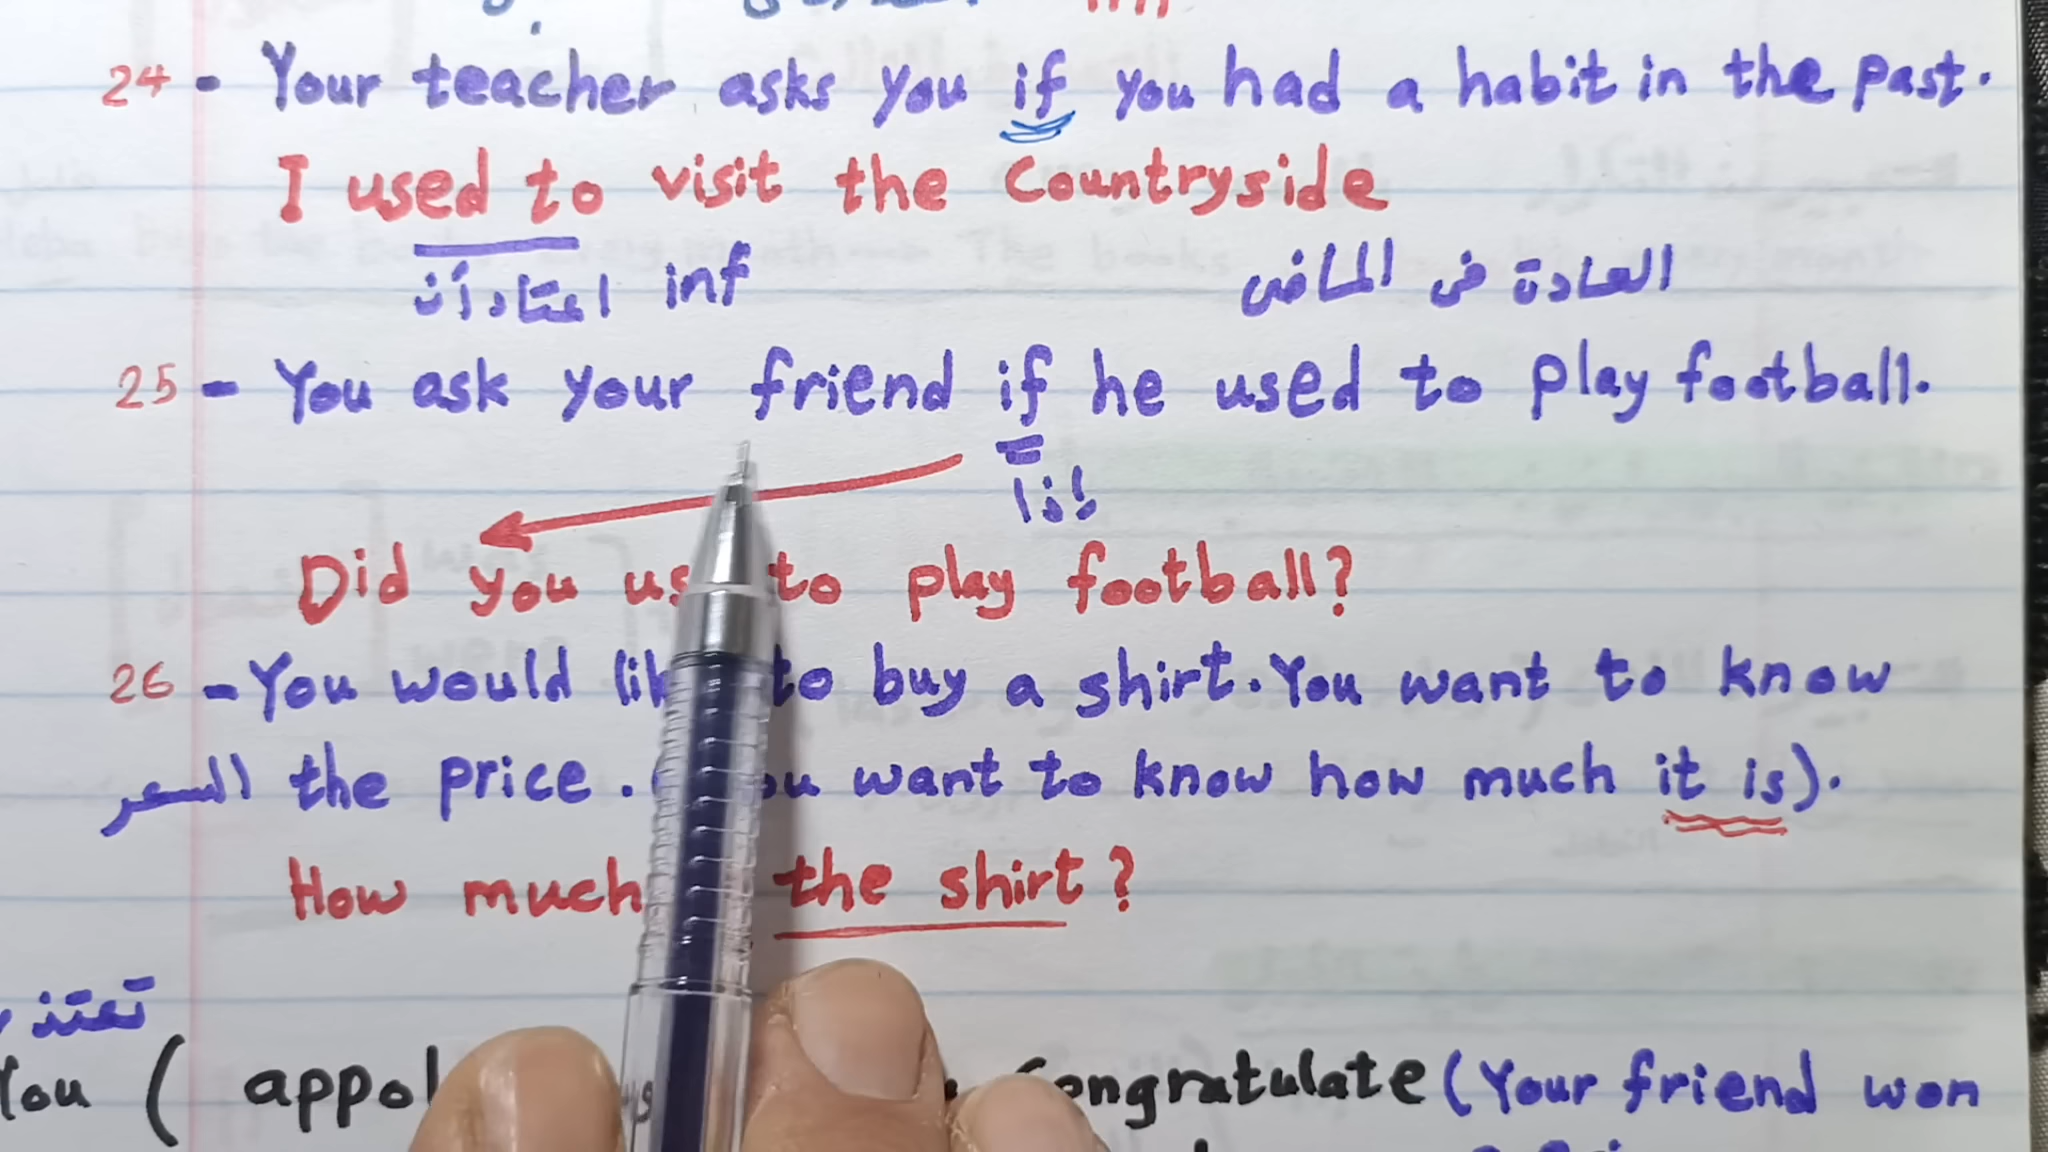 24 - Your teacher asks you if you had a habit in the past.
I used to visit the Countryside
اعتاد أن inf العادة فى الماضى
25 - You ask your friend if he used to play football.
إذا
Did you us to play football?
26 - You would lik to buy a shirt. You want to know
السعر the price. want to know how much it is).
How much the shirt?
تعتذر
You ( appol Congratulate (Your friend won